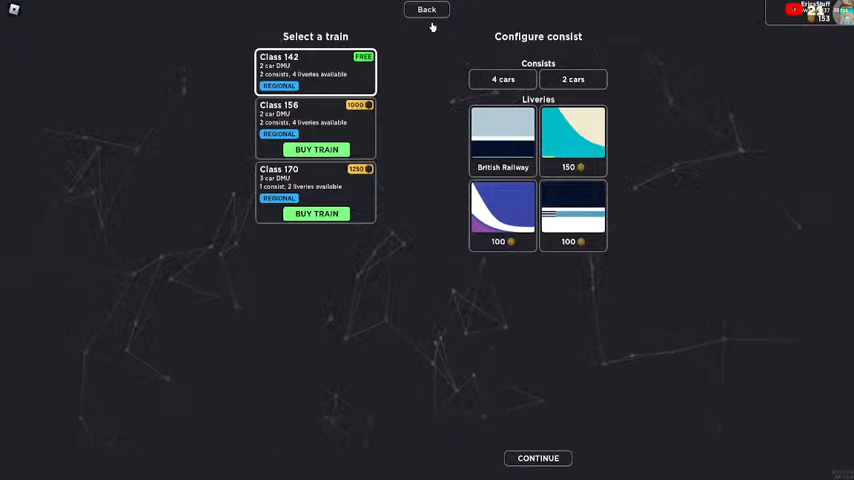 Back
EricsStuff
153
Select a train
Configure consist
Class 142 FREE
2 car DMU
2 consists, 4 liveries available
REGIONAL
Class 156 1000
2 car DMU
2 consists, 4 liveries available
REGIONAL
BUY TRAIN
Class 170 1250
3 car DMU
1 consist, 2 liveries available
REGIONAL
BUY TRAIN
Consists
4 cars 2 cars
Liveries
British Railway 150
100 100
CONTINUE